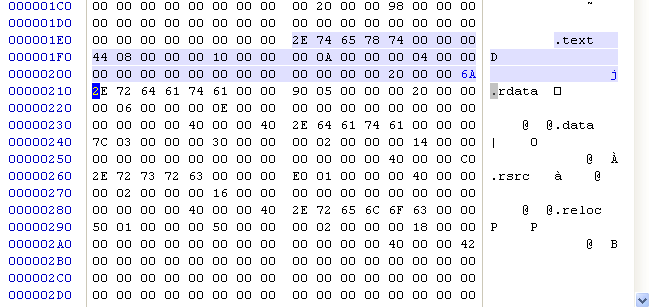 000001C0 00 00 00 00 00 00 00 00 00 20 00 00 98 00 00 00 ~
000001D0 00 00 00 00 00 00 00 00 00 00 00 00 00 00 00 00
000001E0 00 00 00 00 00 00 00 00 2E 74 65 78 74 00 00 00 .text
000001F0 44 08 00 00 00 10 00 00 00 0A 00 00 00 04 00 00 D
00000200 00 00 00 00 00 00 00 00 00 00 00 00 20 00 00 6A j
00000210 2E 72 64 61 74 61 00 00 90 05 00 00 00 20 00 00 .rdata □
00000220 00 06 00 00 00 0E 00 00 00 00 00 00 00 00 00 00
00000230 00 00 00 00 40 00 00 40 2E 64 61 74 61 00 00 00 @ @.data
00000240 7C 03 00 00 00 30 00 00 00 02 00 00 00 14 00 00 | 0
00000250 00 00 00 00 00 00 00 00 00 00 00 00 40 00 00 C0 @ À
00000260 2E 72 73 72 63 00 00 00 E0 01 00 00 00 40 00 00 .rsrc à @
00000270 00 02 00 00 00 16 00 00 00 00 00 00 00 00 00 00
00000280 00 00 00 00 40 00 00 40 2E 72 65 6C 6F 63 00 00 @ @.reloc
00000290 50 01 00 00 00 50 00 00 00 02 00 00 00 18 00 00 P P
000002A0 00 00 00 00 00 00 00 00 00 00 00 00 40 00 00 42 @ B
000002B0 00 00 00 00 00 00 00 00 00 00 00 00 00 00 00 00
000002C0 00 00 00 00 00 00 00 00 00 00 00 00 00 00 00 00
000002D0 00 00 00 00 00 00 00 00 00 00 00 00 00 00 00 00